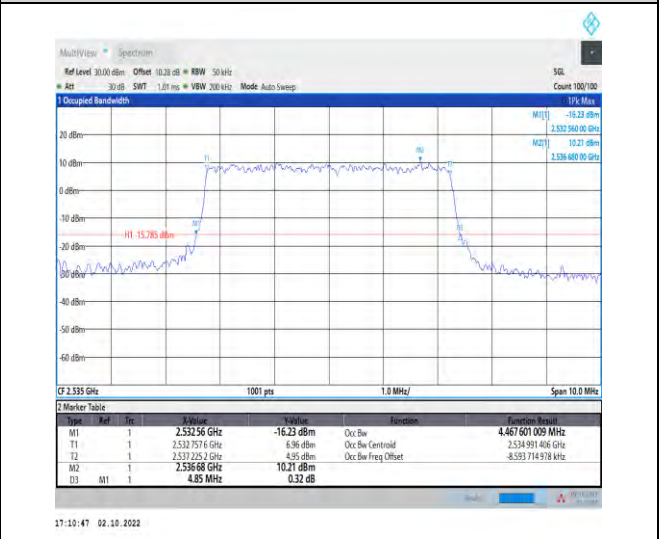 MultiView Spectrum
Ref Level 30.00 dBm Offset 10.28 dB RBW 50 kHz SGL
Att 30 dB SWT 1.01 ms VBW 200 kHz Mode Auto Sweep Count 100/100
1 Occupied Bandwidth 1Pk Max
M1[1] -16.23 dBm
2.532 560 00 GHz
M2[1] 10.21 dBm
2.536 680 00 GHz
20 dBm
10 dBm
0 dBm
-10 dBm
-20 dBm
-30 dBm
-40 dBm
-50 dBm
-60 dBm
T1
M2
T2
M1
H1 -15.785 dBm
D3
CF 2.535 GHz 1001 pts 1.0 MHz/ Span 10.0 MHz
2 Marker Table
Type Ref Trc X-Value Y-Value Function Function Result
M1 1 2.53256 GHz -16.23 dBm Occ Bw 4.467 601 009 MHz
T1 1 2.532 757 6 GHz 6.96 dBm Occ Bw Centroid 2.534 991 406 GHz
T2 1 2.537 225 2 GHz 4.95 dBm Occ Bw Freq Offset -8.593 714 978 kHz
M2 1 2.53668 GHz 10.21 dBm
D3 M1 1 4.85 MHz 0.32 dB
17:10:47 02.10.2022